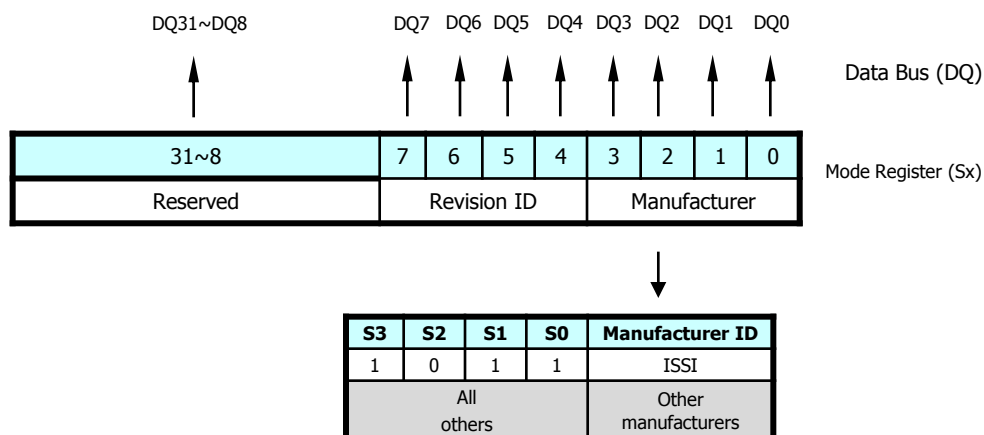 DQ31~DQ8 DQ7 DQ6 DQ5 DQ4 DQ3 DQ2 DQ1 DQ0
Data Bus (DQ)
31~8 7 6 5 4 3 2 1 0
Mode Register (Sx)
Reserved Revision ID Manufacturer
S3 S2 S1 S0 Manufacturer ID
1 0 1 1 ISSI
All Other
others manufacturers